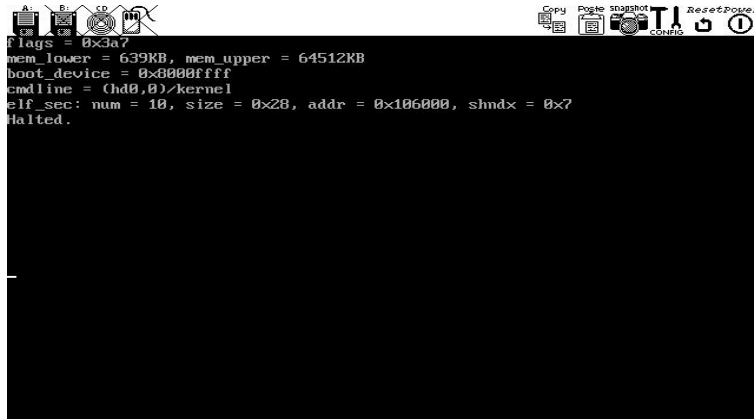 A: B: CD
Copy Paste snapshot Reset Power
CONFIG
flags = 0x3a7
mem_lower = 639KB, mem_upper = 64512KB
boot_device = 0x8000ffff
cmdline = (hd0,0)/kernel
elf_sec: num = 10, size = 0x28, addr = 0x106000, shndx = 0x7
Halted.